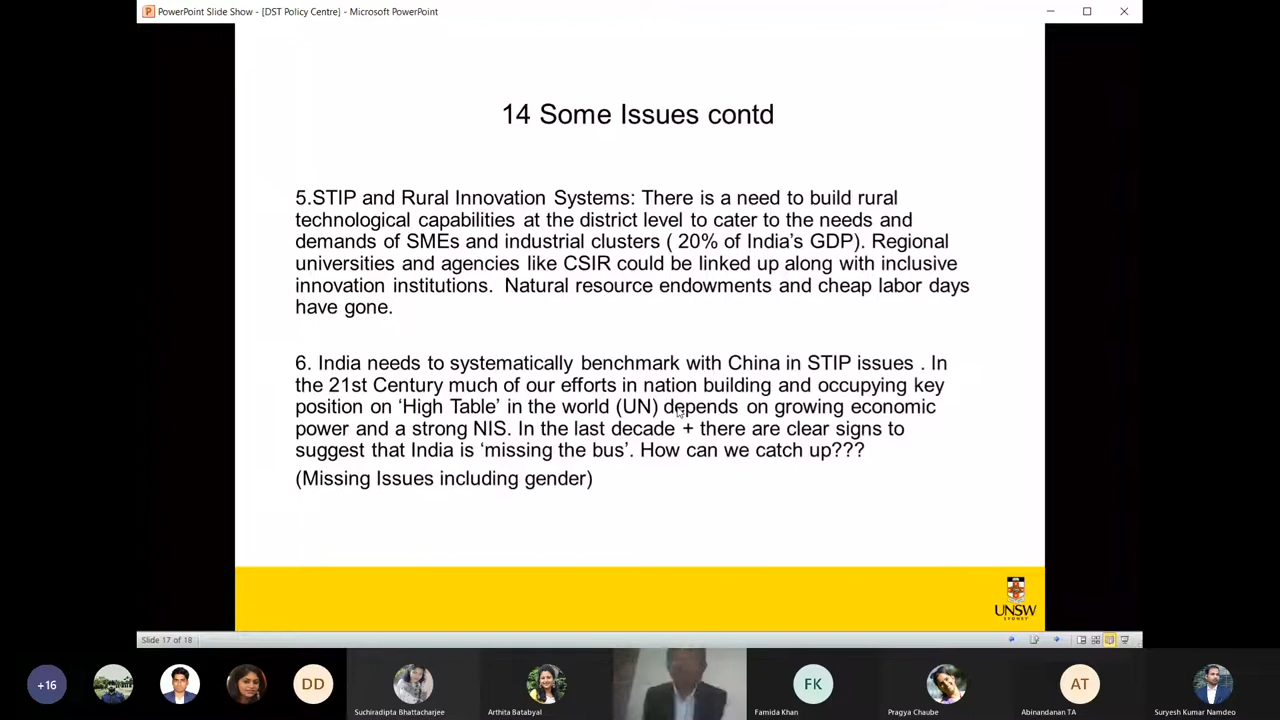 PowerPoint Slide Show - [DST Policy Centre] - Microsoft PowerPoint
14 Some Issues contd
5.STIP and Rural Innovation Systems: There is a need to build rural
technological capabilities at the district level to cater to the needs and
demands of SMEs and industrial clusters ( 20% of India's GDP). Regional
universities and agencies like CSIR could be linked up along with inclusive
innovation institutions. Natural resource endowments and cheap labor days
have gone.
6. India needs to systematically benchmark with China in STIP issues . In
the 21st Century much of our efforts in nation building and occupying key
position on ‘High Table’ in the world (UN) depends on growing economic
power and a strong NIS. In the last decade + there are clear signs to
suggest that India is ‘missing the bus’. How can we catch up???
(Missing Issues including gender)
UNSW
SYDNEY
Slide 17 of 18
+16
DD
FK
AT
Suchiradipta Bhattacharjee
Arthita Batabyal
Famida Khan
Pragya Chaube
Abinandanan TA
Suryesh Kumar Namdeo